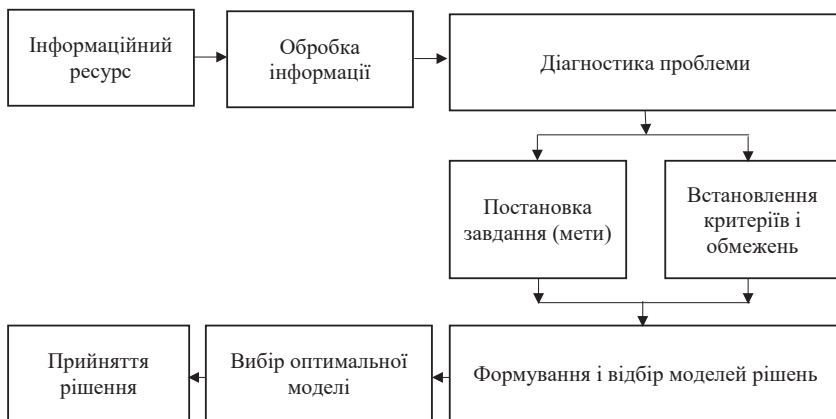 Інформаційний
ресурс
Обробка
інформації
Діагностика проблеми
Постановка
завдання (мети)
Встановлення
критеріїв і
обмежень
Прийняття
рішення
Вибір оптимальної
моделі
Формування і відбір моделей рішень